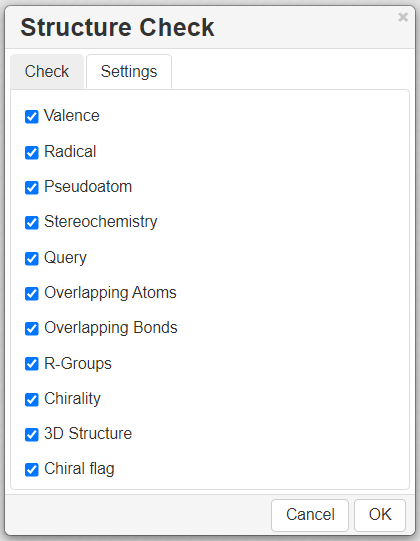 Structure Check
Check
Settings
Valence
Radical
Pseudoatom
Stereochemistry
Query
Overlapping Atoms
Overlapping Bonds
R-Groups
Chirality
3D Structure
Chiral flag
Cancel
OK